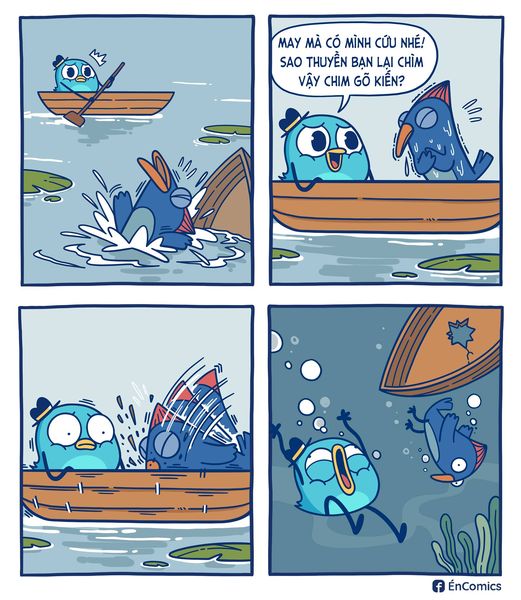 MAY MÀ CÓ MÌNH CỨU NHÉ!
SAO THUYỀN BẠN LẠI CHÌM
VẬY CHIM GÕ KIẾN?
ÉnComics